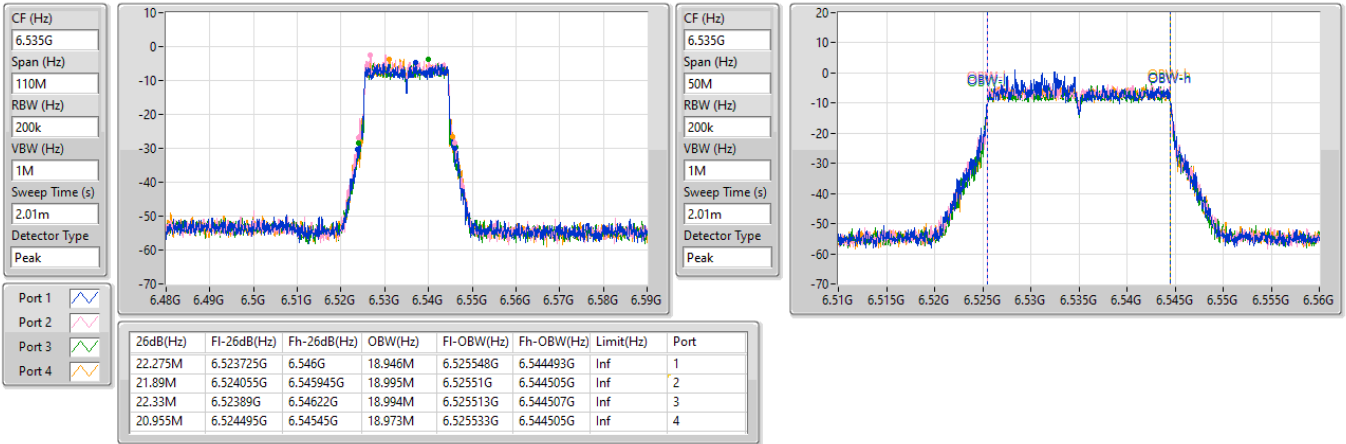 CF (Hz)
6.535G
Span (Hz)
110M
RBW (Hz)
200k
VBW (Hz)
1M
Sweep Time (s)
2.01m
Detector Type
Peak
Port 1
Port 2
Port 3
Port 4
10-
0-
-10-
-20-
-30-
-40-
-50-
-60-
-70-
6.48G 6.49G 6.5G 6.51G 6.52G 6.53G 6.54G 6.55G 6.56G 6.57G 6.58G 6.59G
CF (Hz)
6.535G
Span (Hz)
50M
RBW (Hz)
200k
VBW (Hz)
1M
Sweep Time (s)
2.01m
Detector Type
Peak
20-
10-
0-
-10-
-20-
-30-
-40-
-50-
-60-
-70-
OBW-l OBW-h
6.51G 6.515G 6.52G 6.525G 6.53G 6.535G 6.54G 6.545G 6.55G 6.555G 6.56G
26dB(Hz) Fl-26dB(Hz) Fh-26dB(Hz) OBW(Hz) Fl-OBW(Hz) Fh-OBW(Hz) Limit(Hz) Port
22.275M 6.523725G 6.546G 18.946M 6.525548G 6.544493G Inf 1
21.89M 6.524055G 6.545945G 18.995M 6.52551G 6.544505G Inf 2
22.33M 6.52389G 6.54622G 18.994M 6.525513G 6.544507G Inf 3
20.955M 6.524495G 6.54545G 18.973M 6.525533G 6.544505G Inf 4